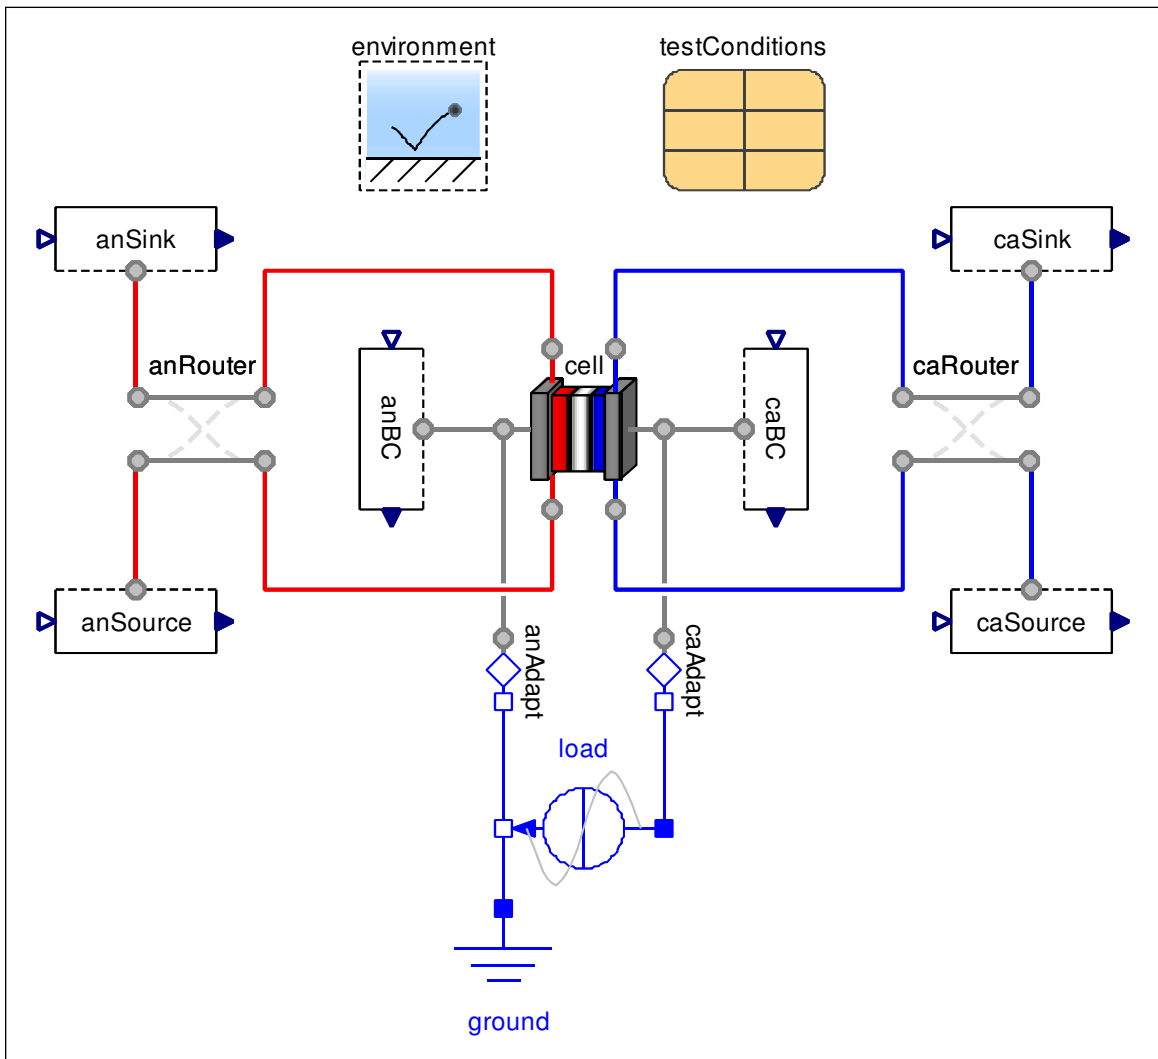 environment
testConditions
anSink
caSink
anRouter
cell
caRouter
anBC
caBC
anSource
caSource
anAdapt
caAdapt
load
ground